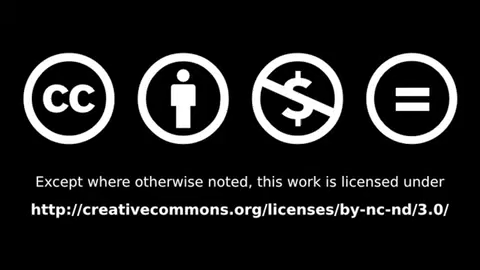 cc
Except where otherwise noted, this work is licensed under
http://creativecommons.org/licenses/by-nc-nd/3.0/